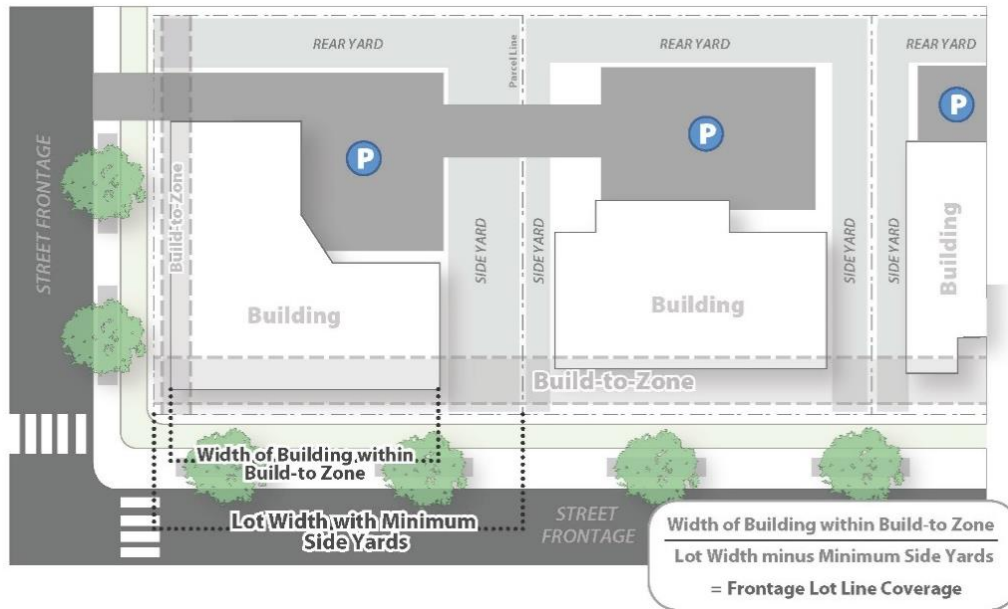 REAR YARD
REAR YARD
REAR YARD
Parcel Line
P
P
P
STREET FRONTAGE
Build-to-Zone
SIDE YARD
SIDE YARD
SIDE YARD
SIDE YARD
Building
Building
Building
Build-to-Zone
Width of Building within
Build-to Zone
Lot Width with Minimum
Side Yards
STREET
FRONTAGE
Width of Building within Build-to Zone
Lot Width minus Minimum Side Yards
= Frontage Lot Line Coverage